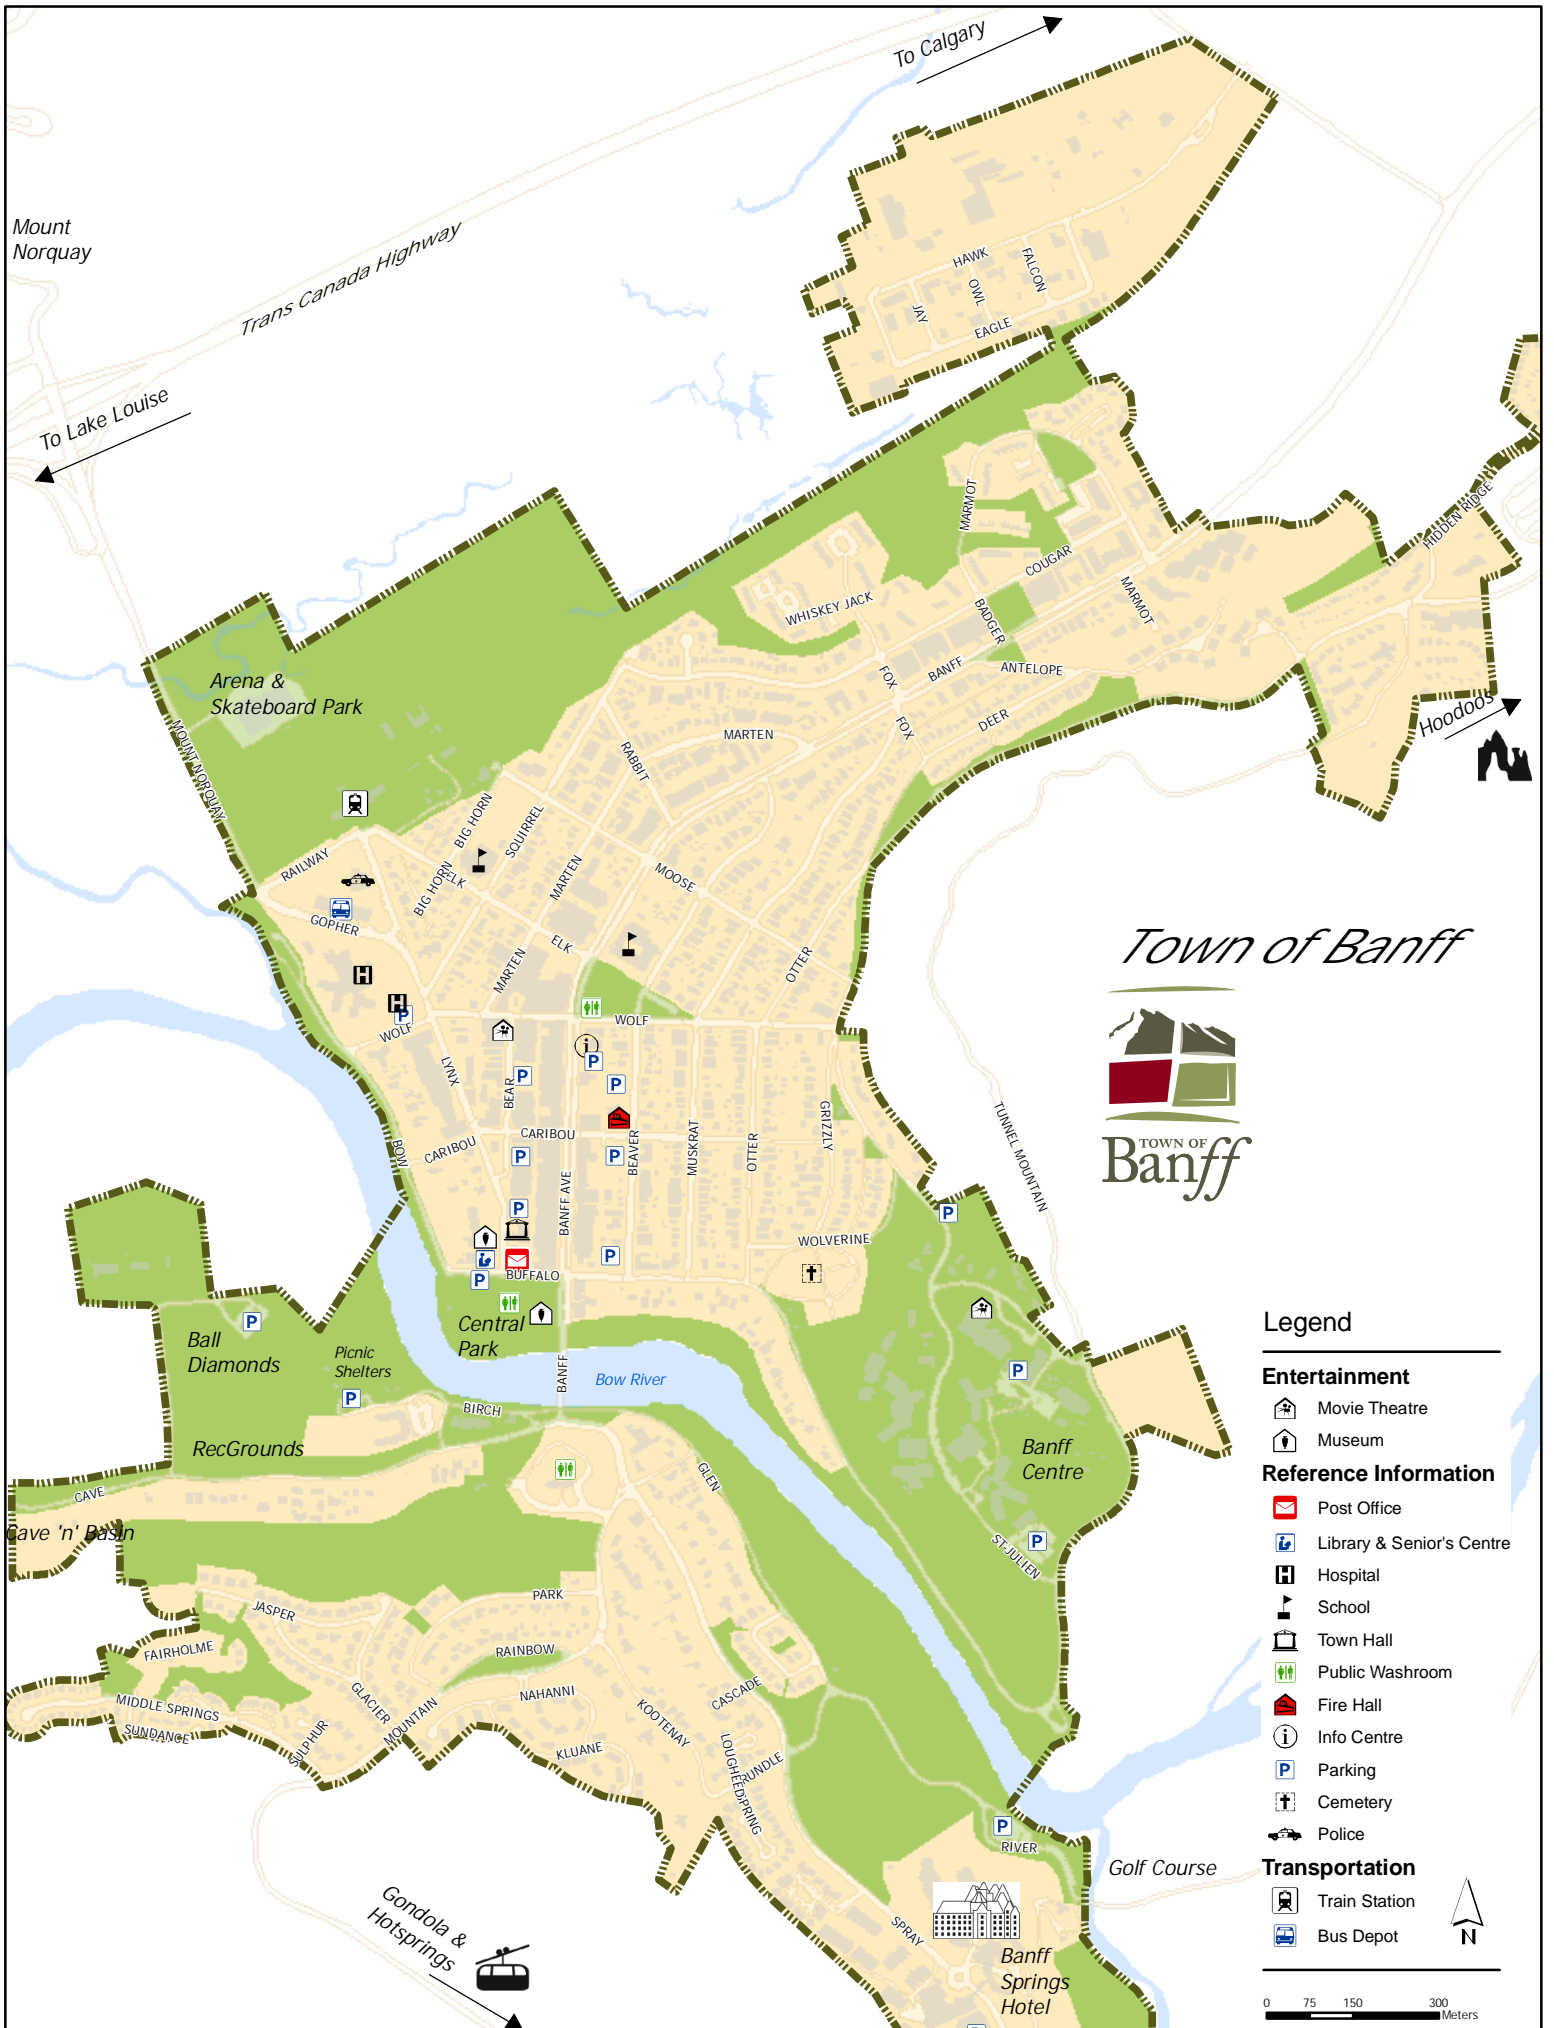 To Calgary
Mount
Norquay
Trans Canada Highway
To Lake Louise
HAWK
FALCON
OWL
JAY
EAGLE
MARMOT
HIDDEN RIDGE
COUGAR
MARMOT
WHISKEY JACK
BADGER
BANFF
ANTELOPE
FOX
FOX
DEER
Hoodoos
Arena &
Skateboard Park
MOUNT NORQUAY
MARTEN
RABBIT
BIG HORN
SQUIRREL
RAILWAY
BIG HORN
ELK
MARTEN
MOOSE
GOPHER
ELK
MARTEN
OTTER
Town of Banff
H
H
P
WOLF
WOLF
i
P
LYNX
BEAR
P
P
TOWN OF
Banff
TUNNEL MOUNTAIN
GRIZZLY
CARIBOU
CARIBOU
BOW
P
P
BEAVER
MUSKRAT
OTTER
BANFF AVE
P
P
WOLVERINE
P
P
BUFFALO
Central
Park
Ball
Diamonds
P
Picnic
Shelters
P
BANFF
Bow River
P
BIRCH
RecGrounds
Banff
Centre
GLEN
CAVE
Cave 'n' Basin
P
ST-JULIEN
PARK
JASPER
FAIRHOLME
RAINBOW
NAHANNI
MIDDLE SPRINGS
SUNDANCE
GLACIER
MOUNTAIN
SULPHUR
KOOTENAY
CASCADE
KLUANE
LOUGHEED
RUNDLE
SPRING
P
RIVER
Golf Course
SPRAY
Banff
Springs
Hotel
Gondola &
Hotsprings
Legend
Entertainment
Movie Theatre
Museum
Reference Information
Post Office
Library & Senior's Centre
H Hospital
School
Town Hall
Public Washroom
Fire Hall
i Info Centre
P Parking
Cemetery
Police
Transportation
Train Station
Bus Depot
N
0 75 150 300
Meters